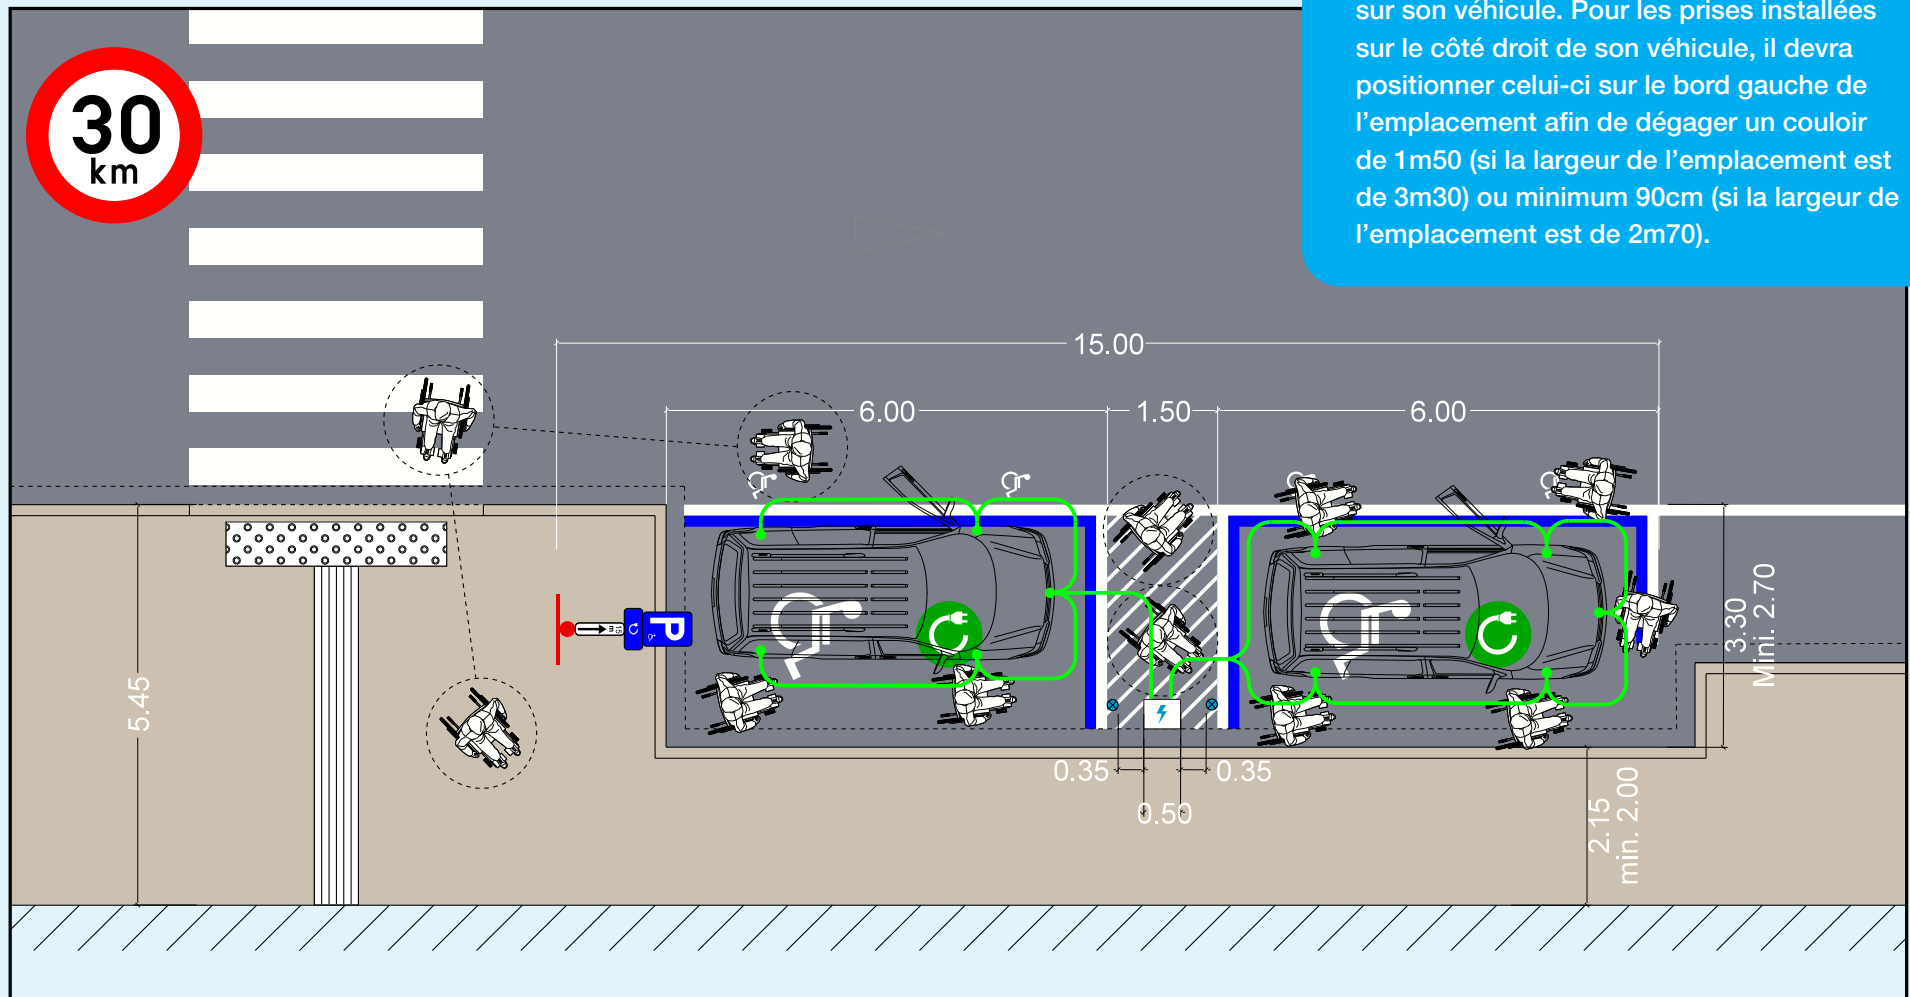 sur son véhicule. Pour les prises installées
sur le côté droit de son véhicule, il devra
positionner celui-ci sur le bord gauche de
l'emplacement afin de dégager un couloir
de 1m50 (si la largeur de l'emplacement est
de 3m30) ou minimum 90cm (si la largeur de
l'emplacement est de 2m70).
30
km
15.00
6.00
1.50
6.00
3.30
Mini. 2.70
15 m
P
5.45
0.35
0.35
0.50
2.15
min. 2.00